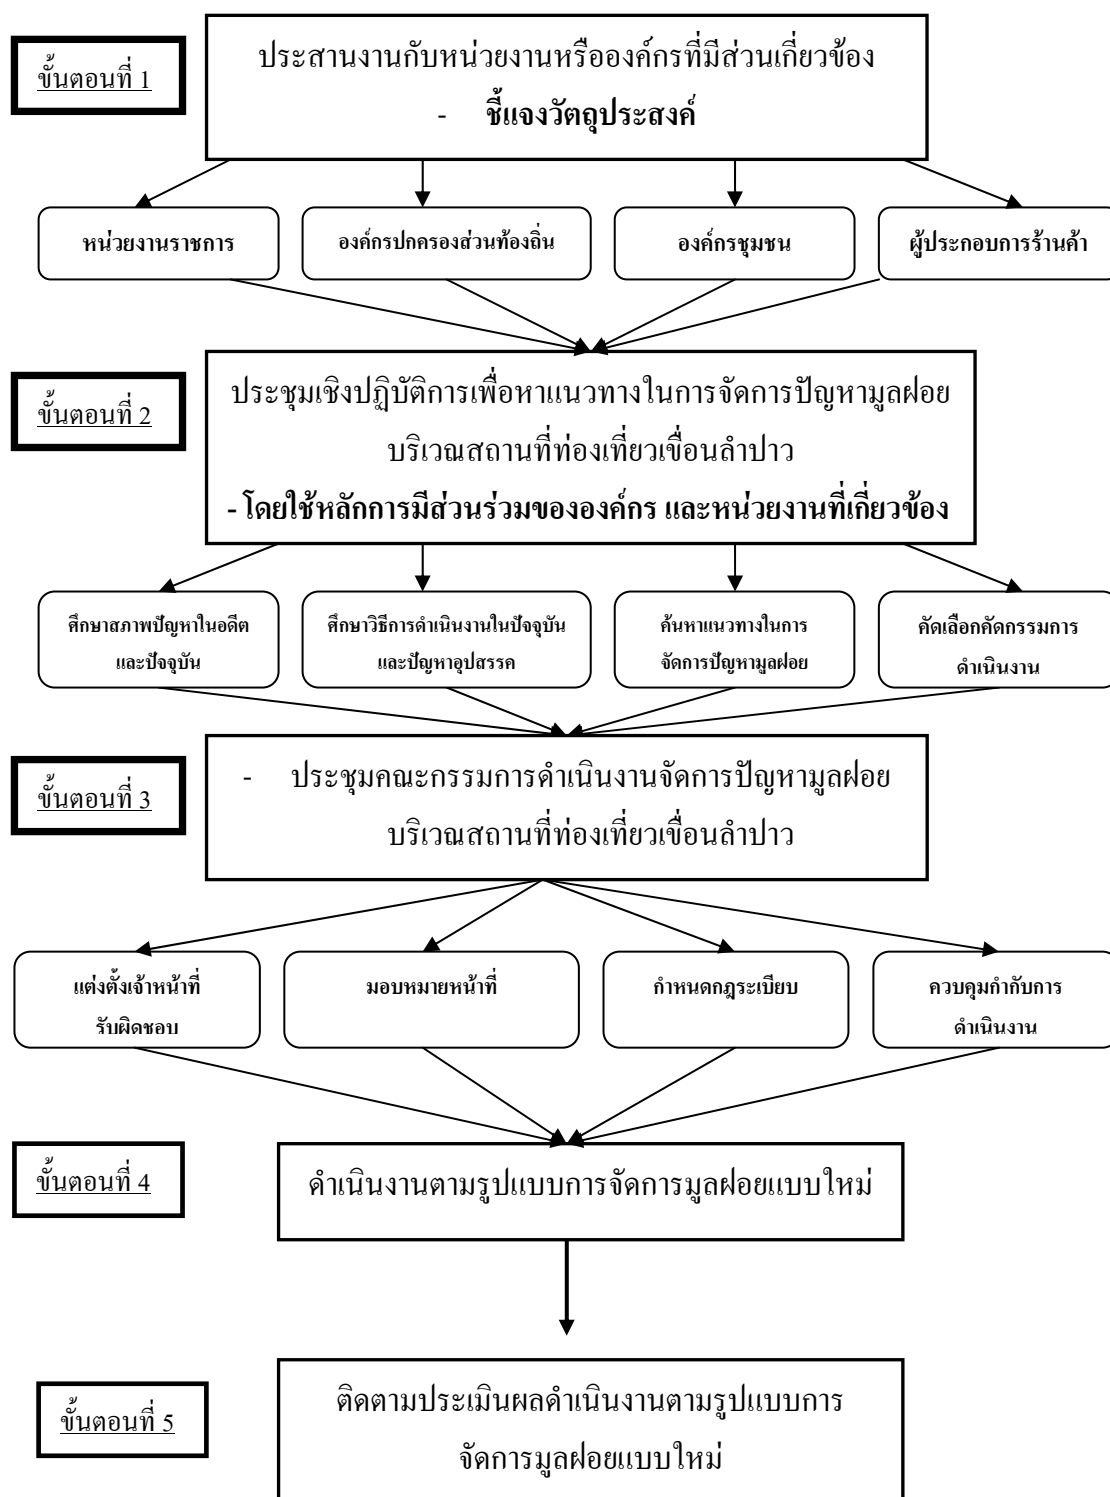 ขั้นตอนที่ 1
ประสานงานกับหน่วยงานหรือองค์กรที่มีส่วนเกี่ยวข้อง
- ชี้แจงวัตถุประสงค์
หน่วยงานราชการ
องค์กรปกครองส่วนท้องถิ่น
องค์กรชุมชน
ผู้ประกอบการร้านค้า
ขั้นตอนที่ 2
ประชุมเชิงปฏิบัติการเพื่อหาแนวทางในการจัดการปัญหามูลฝอย
บริเวณสถานที่ท่องเที่ยวเขื่อนลำปาว
- โดยใช้หลักการมีส่วนร่วมขององค์กร และหน่วยงานที่เกี่ยวข้อง
ศึกษาสภาพปัญหาในอดีต
และปัจจุบัน
ศึกษาวิธีการดำเนินงานในปัจจุบัน
และปัญหาอุปสรรค
ค้นหาแนวทางในการ
จัดการปัญหามูลฝอย
คัดเลือกคัดกรรมการ
ดำเนินงาน
ขั้นตอนที่ 3
- ประชุมคณะกรรมการดำเนินงานจัดการปัญหามูลฝอย
บริเวณสถานที่ท่องเที่ยวเขื่อนลำปาว
แต่งตั้งเจ้าหน้าที่
รับผิดชอบ
มอบหมายหน้าที่
กำหนดกฎระเบียบ
ควบคุมกำกับการ
ดำเนินงาน
ขั้นตอนที่ 4
ดำเนินงานตามรูปแบบการจัดการมูลฝอยแบบใหม่
ขั้นตอนที่ 5
ติดตามประเมินผลดำเนินงานตามรูปแบบการ
จัดการมูลฝอยแบบใหม่